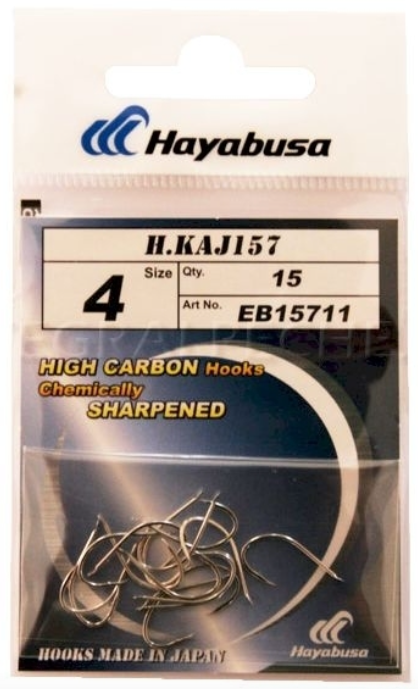 Hayabusa
H.KAJ157
4 Size Qty. 15
Art No. EB15711
HIGH CARBON Hooks
Chemically
SHARPENED
Hayabusa
HOOKS MADE IN JAPAN